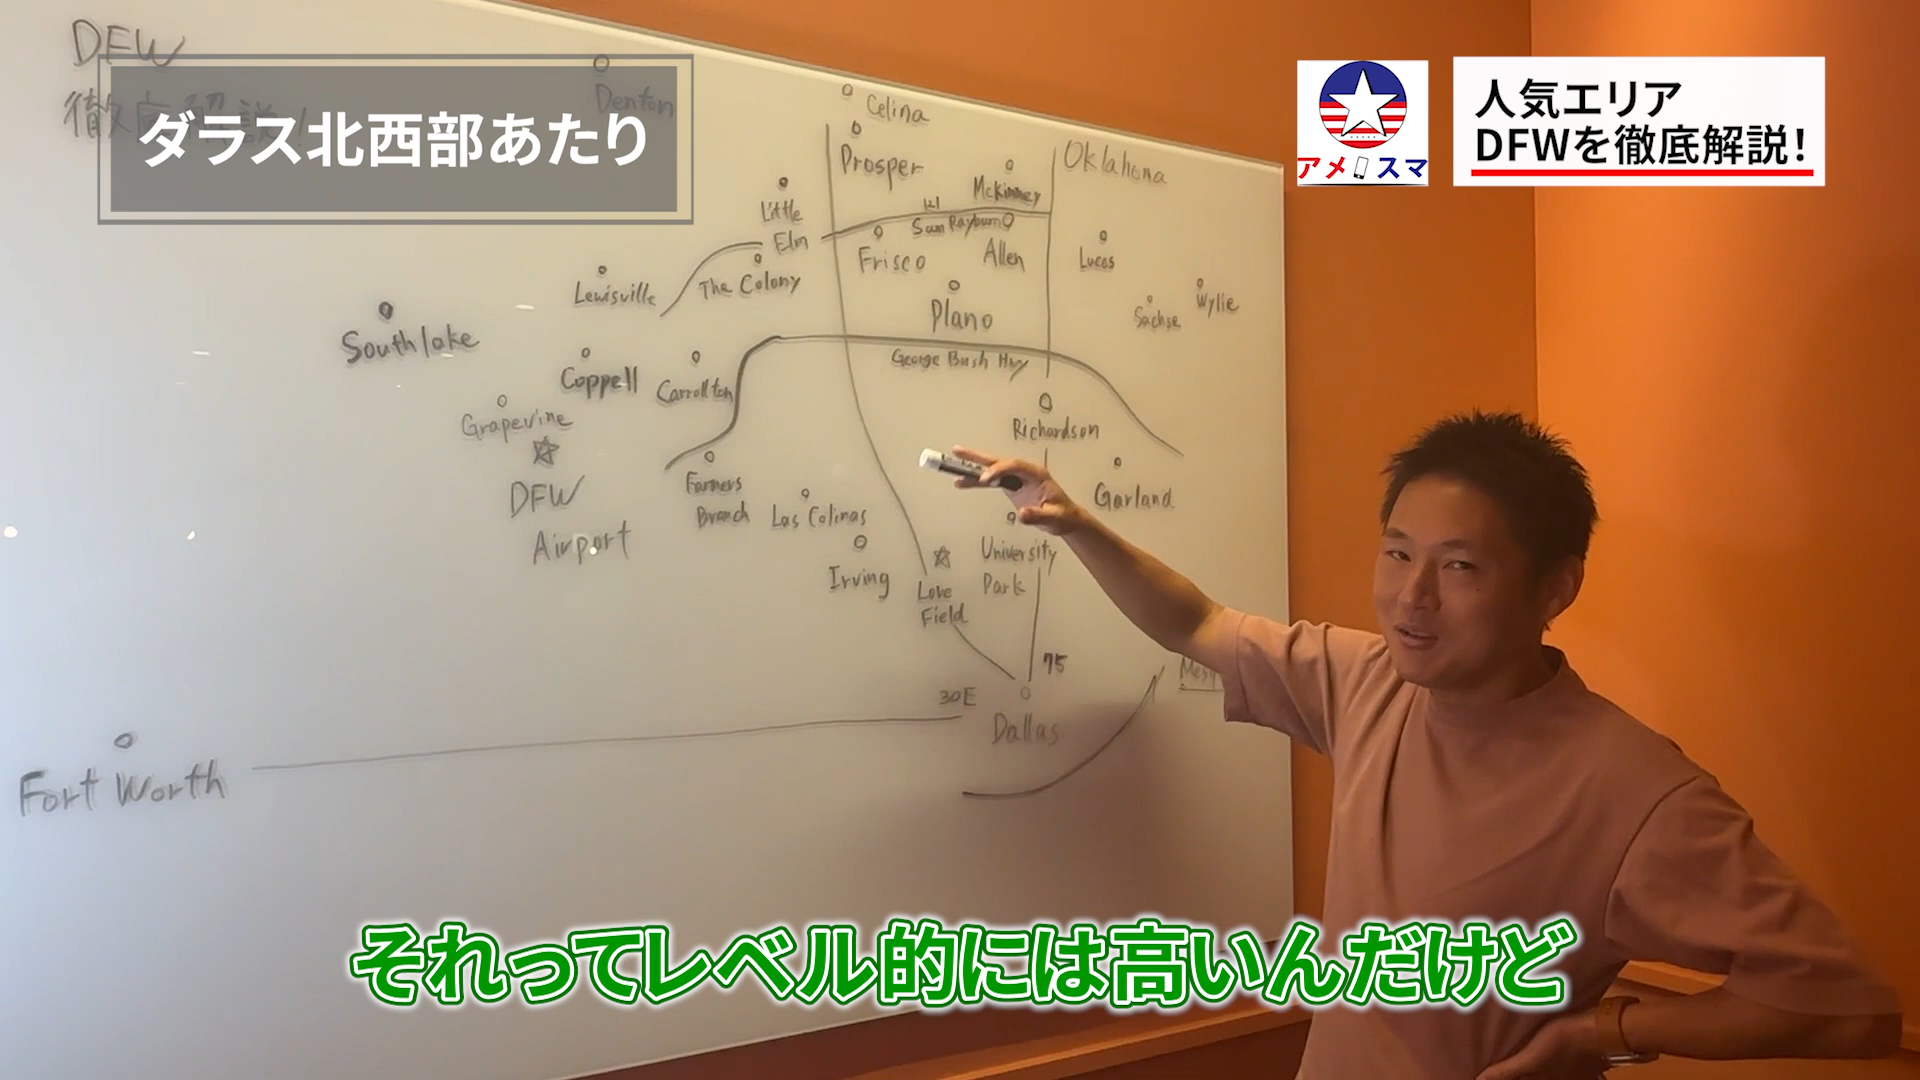 DFW
徹底解説!
ダラス北西部あたり
アメスマ
人気エリア
DFWを徹底解説!
Denton
Celina
Prosper
Oklahoma
McKinney
Little
Elm
121
Sam Rayburn
Frisco
Allen
Lucas
Lewisville
The Colony
Plano
Sachse
Wylie
Southlake
George Bush Hwy
Coppell
Carrollton
Grapevine
Richardson
DFW
Airport
Farmers
Branch
Las Colinas
Garland
Irving
Love
Field
University
Park
75
30E
Dallas
Fort Worth
それってレベル的には高いんだけど